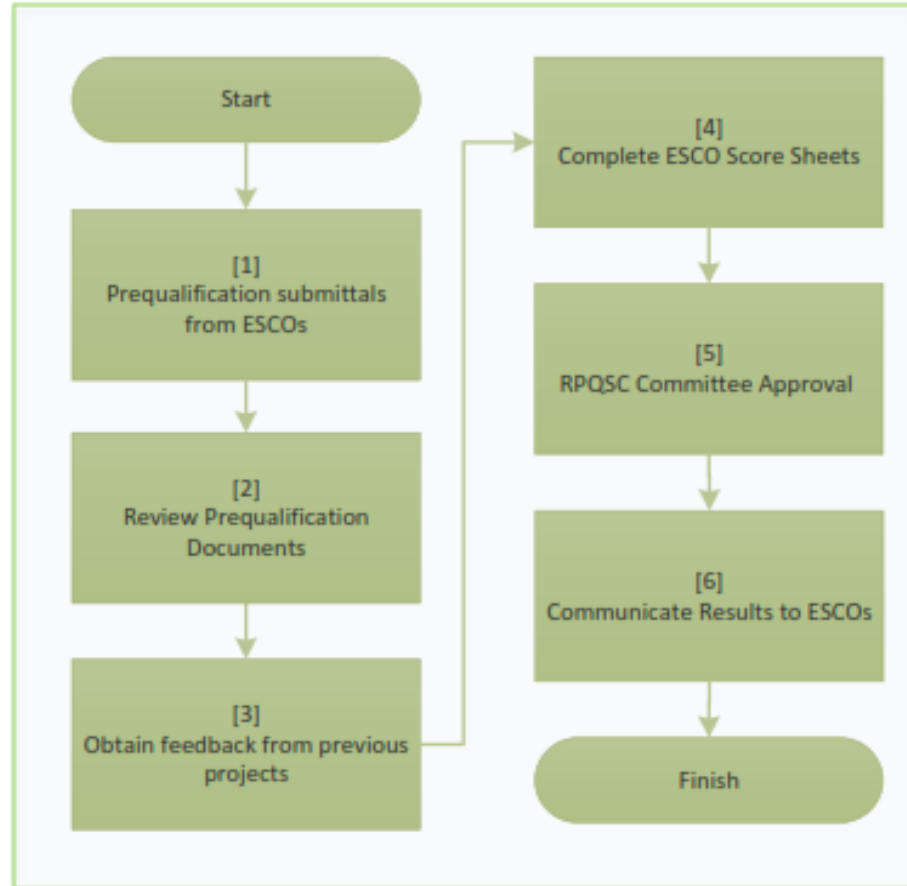 Start
[1]
Prequalification submittals
from ESCOs
[2]
Review Prequalification
Documents
[3]
Obtain feedback from previous
projects
[4]
Complete ESCO Score Sheets
[5]
RPQSC Committee Approval
[6]
Communicate Results to ESCOs
Finish